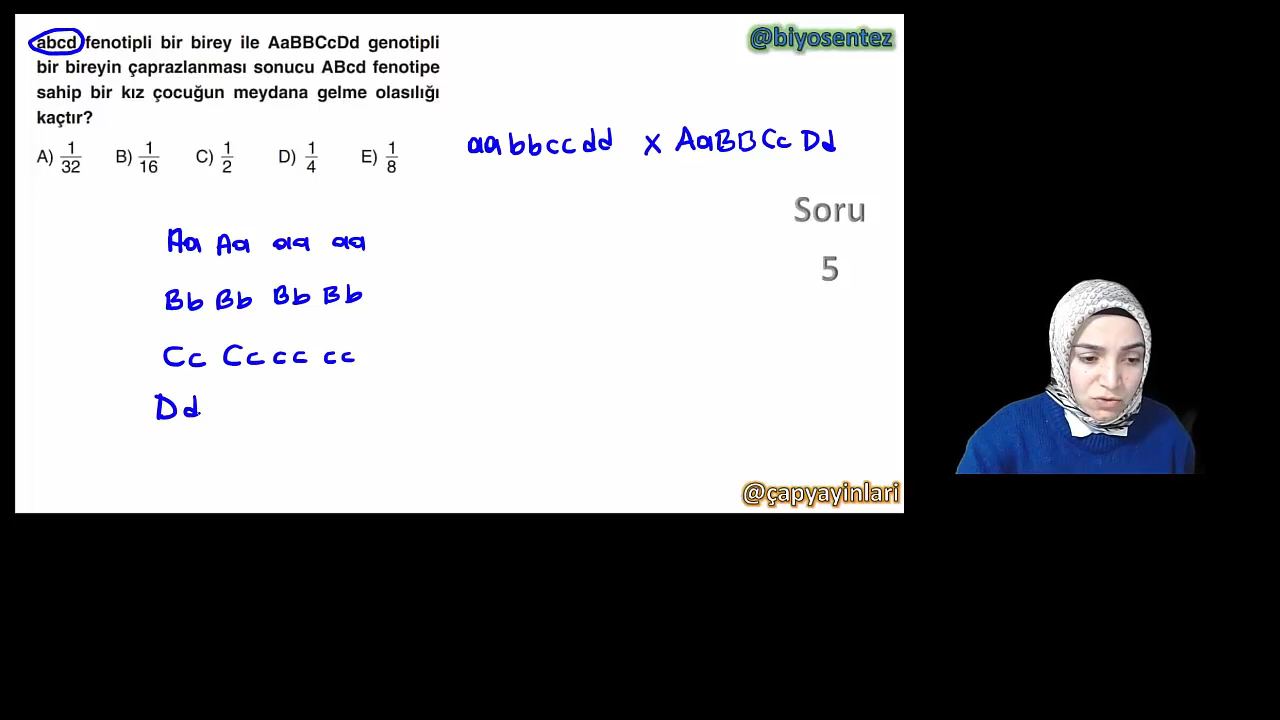 abcd fenotipli bir birey ile AaBBCcDd genotipli
bir bireyin çaprazlanması sonucu ABcd fenotipe
sahip bir kız çocuğun meydana gelme olasılığı
kaçtır?
A) 1/32 B) 1/16 C) 1/2 D) 1/4 E) 1/8
@biyosentez
aabbccdd x AaBBCcDd
Soru
5
Aa Aa aa aa
Bb Bb Bb Bb
Cc Cc cc cc
Dd
@çapyayinlari